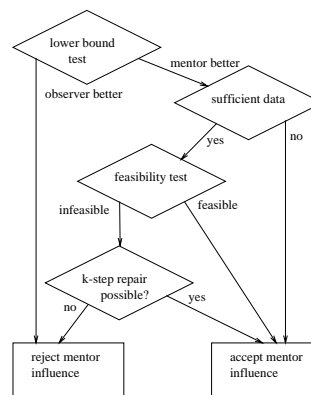 lower bound
test
mentor better
observer better
sufficient data
yes
no
feasibility test
infeasible
feasible
k-step repair
possible?
no
yes
reject mentor
influence
accept mentor
influence